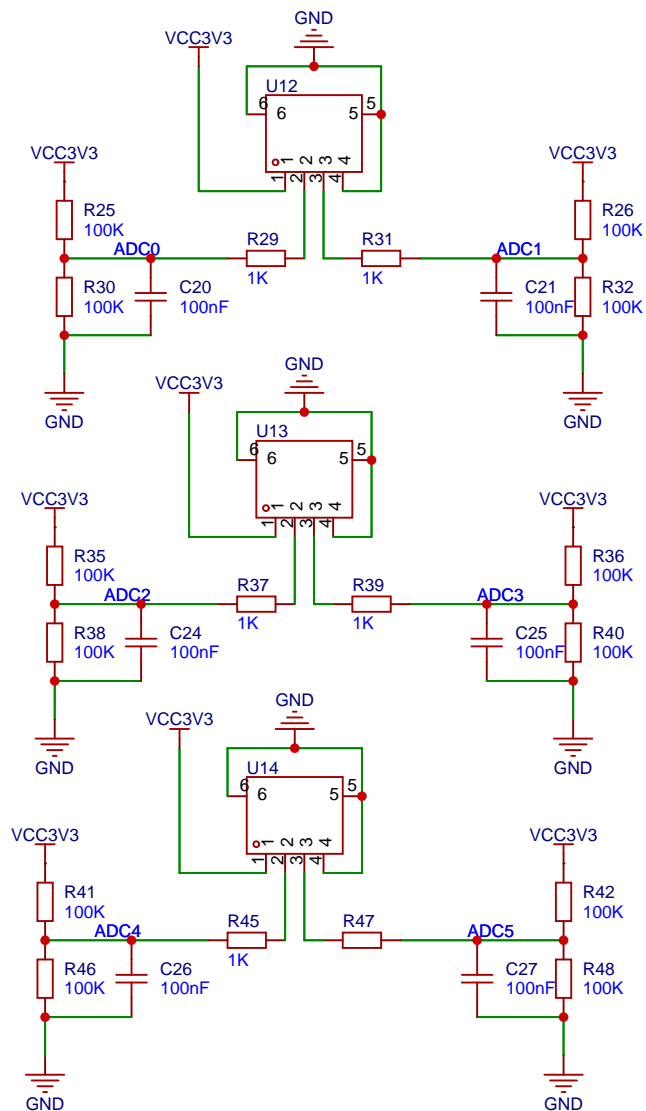 GND
VCC3V3
U12
6 6 5 5
1 2 3 4
1 2 3 4
VCC3V3
VCC3V3
R25
100K
R26
100K
ADC0
R29
1K
R31
1K
ADC1
R30
100K
C20
100nF
C21
100nF
R32
100K
GND
GND
GND
VCC3V3
U13
6 6 5 5
1 2 3 4
1 2 3 4
VCC3V3
VCC3V3
R35
100K
R36
100K
ADC2
R37
1K
R39
1K
ADC3
R38
100K
C24
100nF
C25
100nF
R40
100K
GND
GND
GND
VCC3V3
U14
6 6 5 5
1 2 3 4
1 2 3 4
VCC3V3
VCC3V3
R41
100K
R42
100K
ADC4
R45
1K
R47
ADC5
R46
100K
C26
100nF
C27
100nF
R48
100K
GND
GND